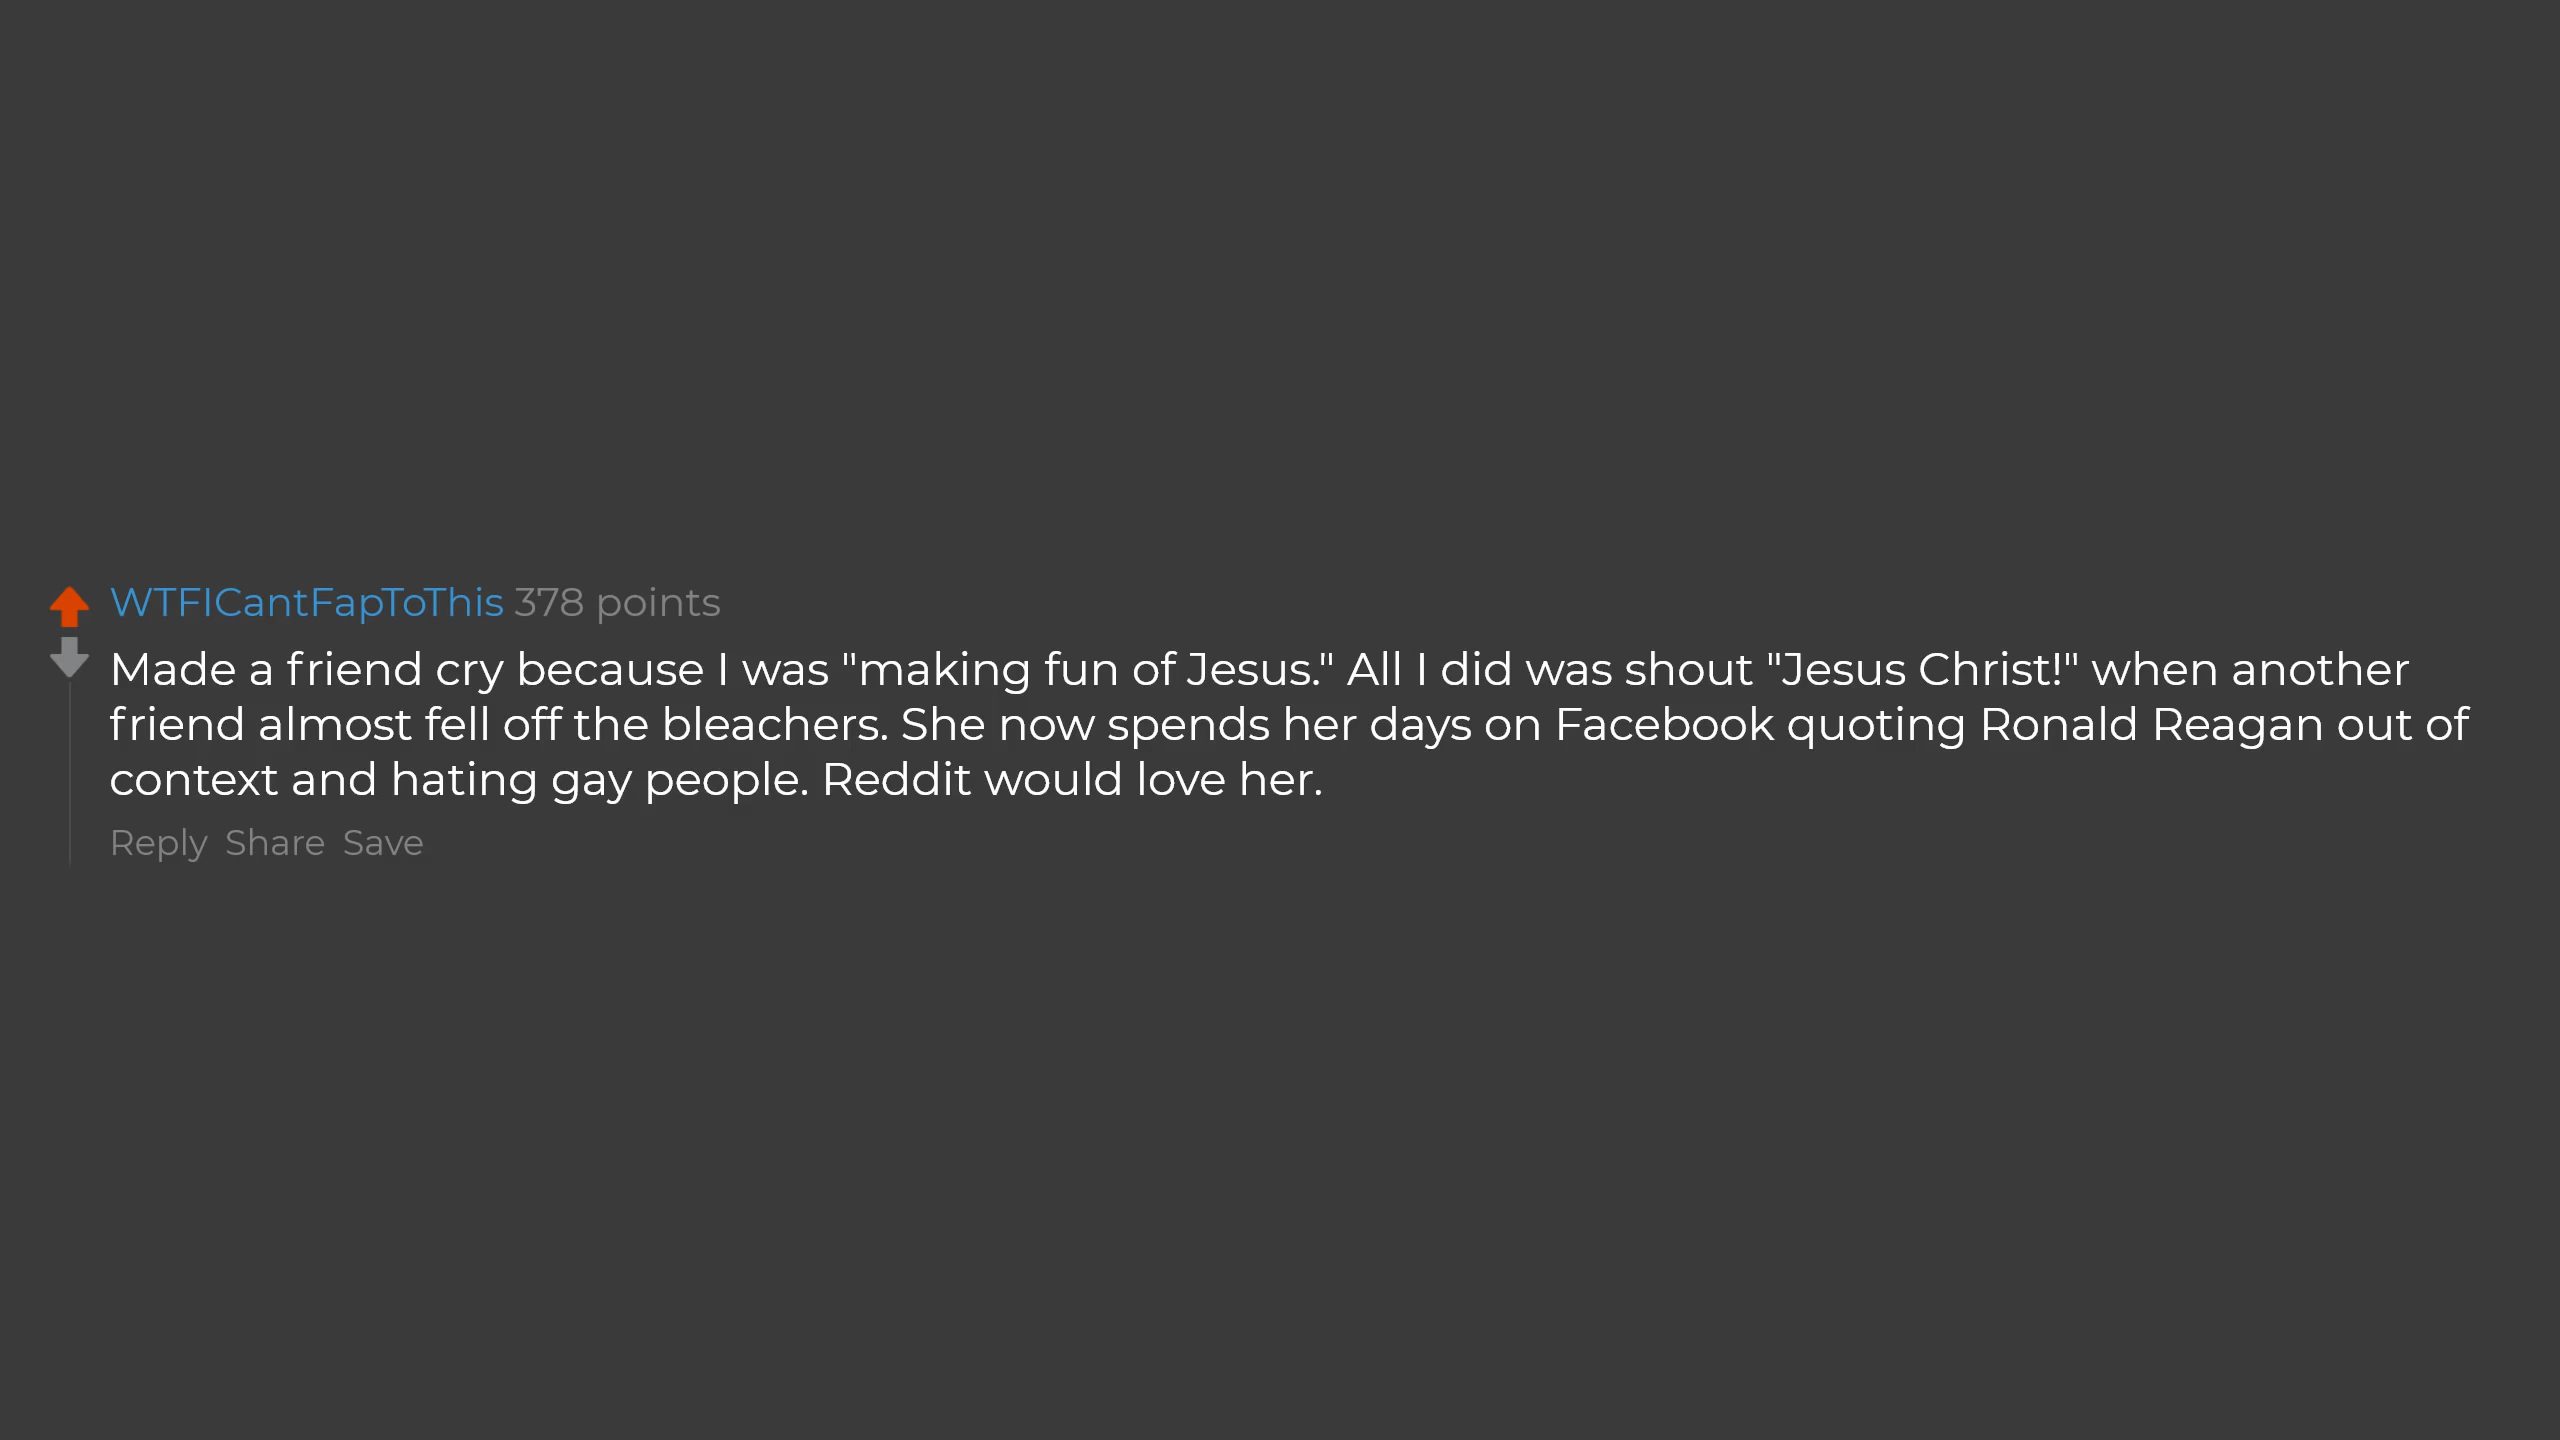 WTFICantFapToThis 378 points
Made a friend cry because I was "making fun of Jesus." All I did was shout "Jesus Christ!" when another
friend almost fell off the bleachers. She now spends her days on Facebook quoting Ronald Reagan out of
context and hating gay people. Reddit would love her.
Reply Share Save